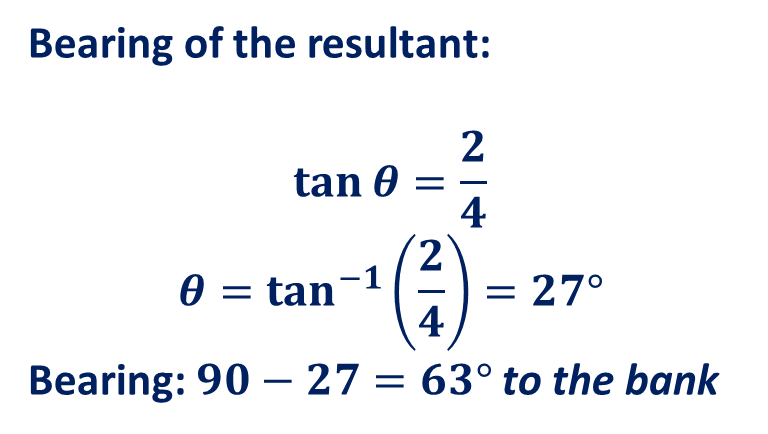 Bearing of the resultant:
tan θ = 2/4
θ = tan⁻¹(2/4) = 27°
Bearing: 90 − 27 = 63° to the bank